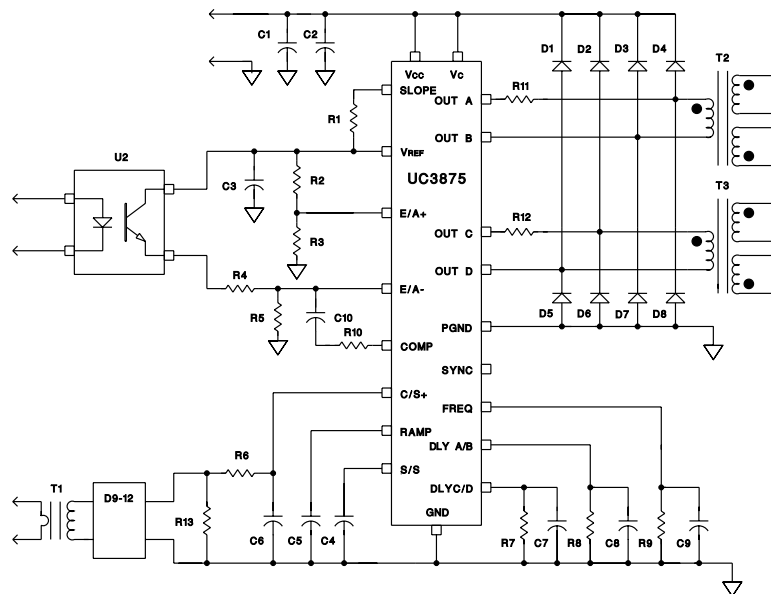 C1
C2
D1
D2
D3
D4
T2
VCC
VC
SLOPE
OUT A
R11
R1
OUT B
U2
VREF
UC3875
C3
R2
T3
E/A+
R12
OUT C
R3
OUT D
R4
E/A-
R5
C10
D5
D6
D7
D8
R10
PGND
COMP
SYNC
C/S+
FREQ
RAMP
DLY A/B
R6
T1
D9-12
S/S
DLYC/D
R13
GND
C6
C5
C4
R7
C7
R8
C8
R9
C9